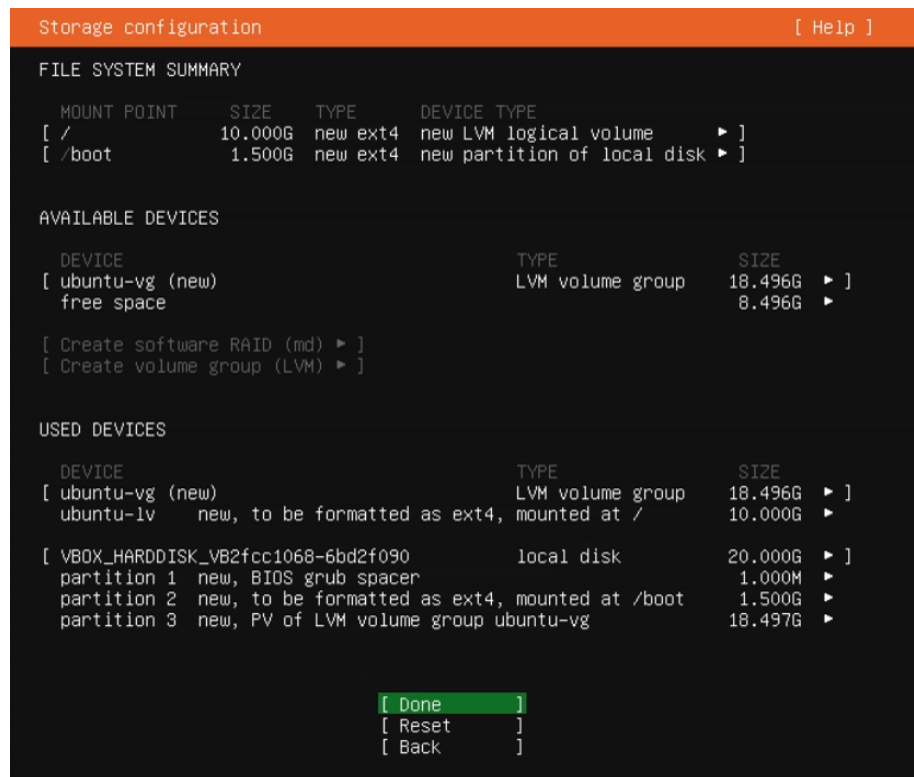 Storage configuration [ Help ]
FILE SYSTEM SUMMARY
MOUNT POINT SIZE TYPE DEVICE TYPE
[ / 10.000G new ext4 new LVM logical volume ▸ ]
[ /boot 1.500G new ext4 new partition of local disk ▸ ]
AVAILABLE DEVICES
DEVICE TYPE SIZE
[ ubuntu-vg (new) LVM volume group 18.496G ▸ ]
free space 8.496G ▸
[ Create software RAID (md) ▸ ]
[ Create volume group (LVM) ▸ ]
USED DEVICES
DEVICE TYPE SIZE
[ ubuntu-vg (new) LVM volume group 18.496G ▸ ]
ubuntu-lv new, to be formatted as ext4, mounted at / 10.000G ▸
[ VBOX_HARDDISK_VB2fcc1068-6bd2f090 local disk 20.000G ▸ ]
partition 1 new, BIOS grub spacer 1.000M ▸
partition 2 new, to be formatted as ext4, mounted at /boot 1.500G ▸
partition 3 new, PV of LVM volume group ubuntu-vg 18.497G ▸
[ Done ]
[ Reset ]
[ Back ]